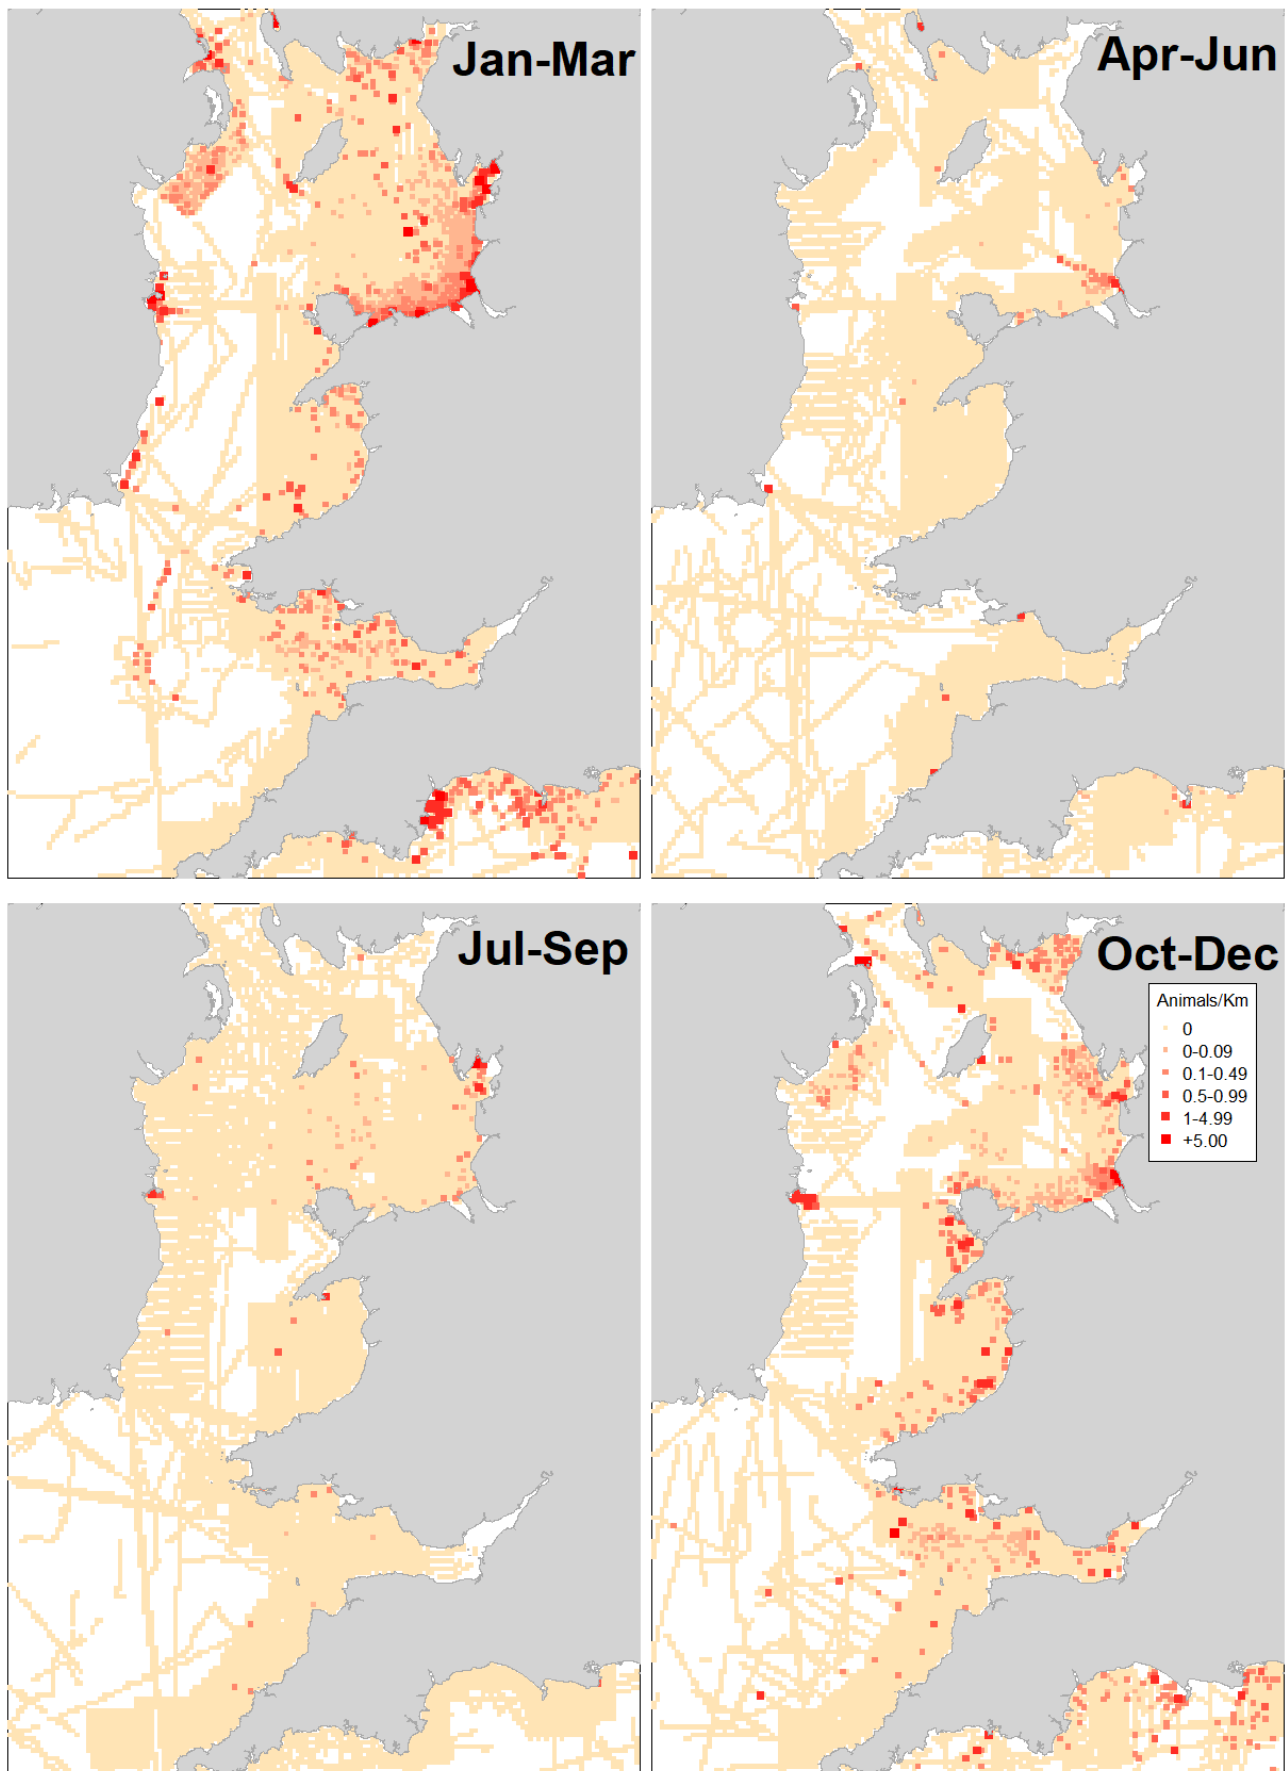 Jan-Mar
Apr-Jun
Jul-Sep
Oct-Dec
Animals/Km
0
0-0.09
0.1-0.49
0.5-0.99
1-4.99
+5.00